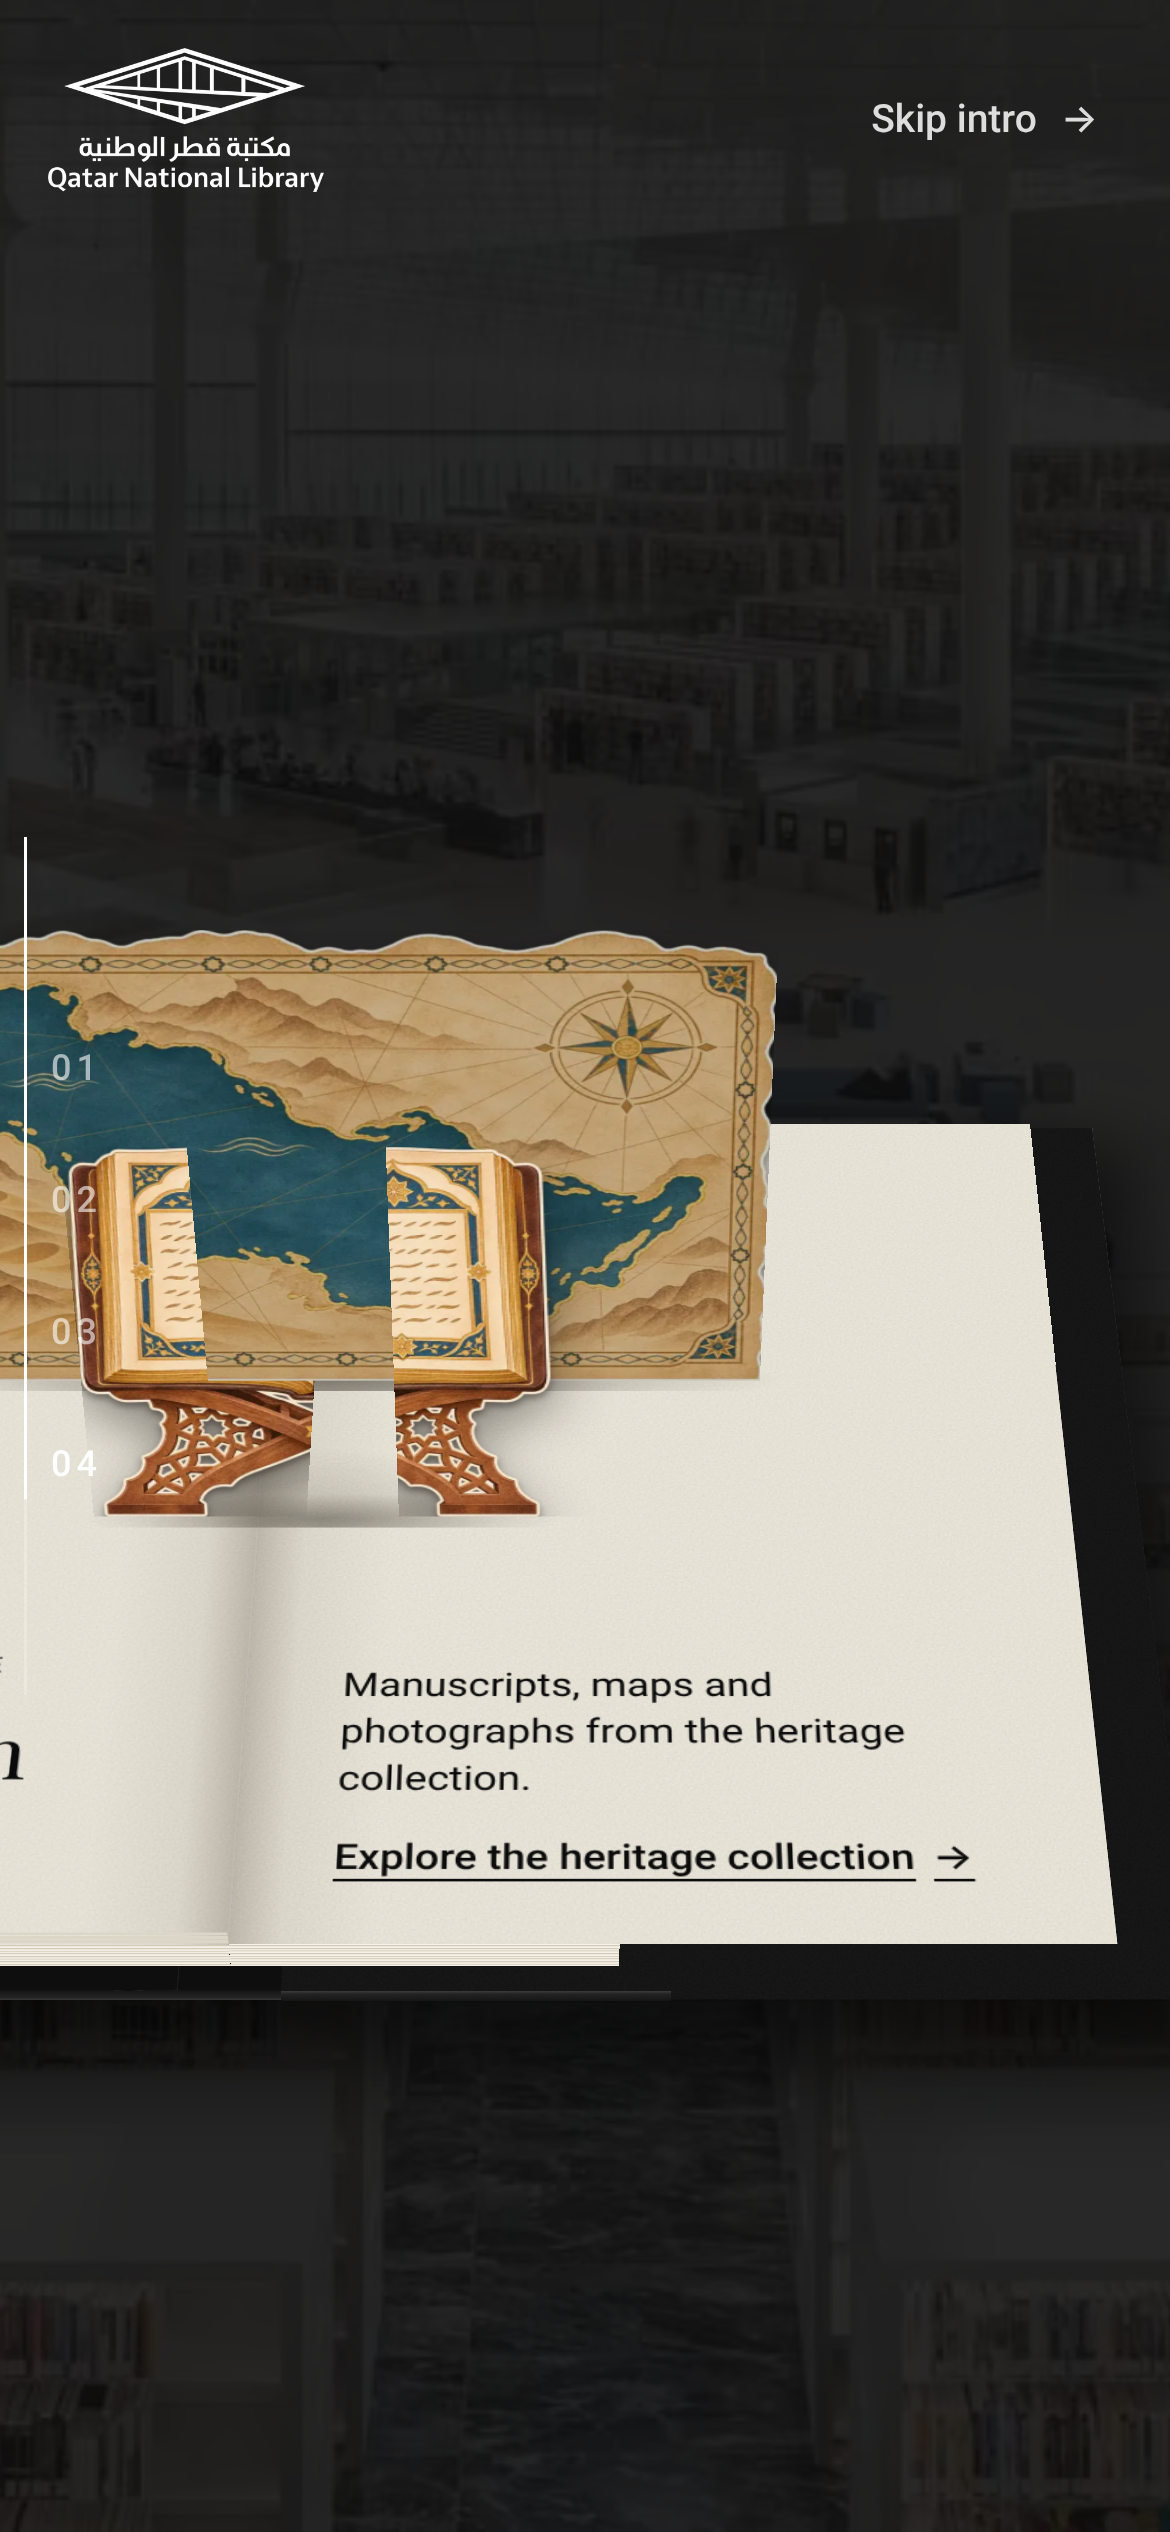 مكتبة قطر الوطنية
Qatar National Library
Skip intro
01
02
03
04
Manuscripts, maps and
photographs from the heritage
collection.
Explore the heritage collection